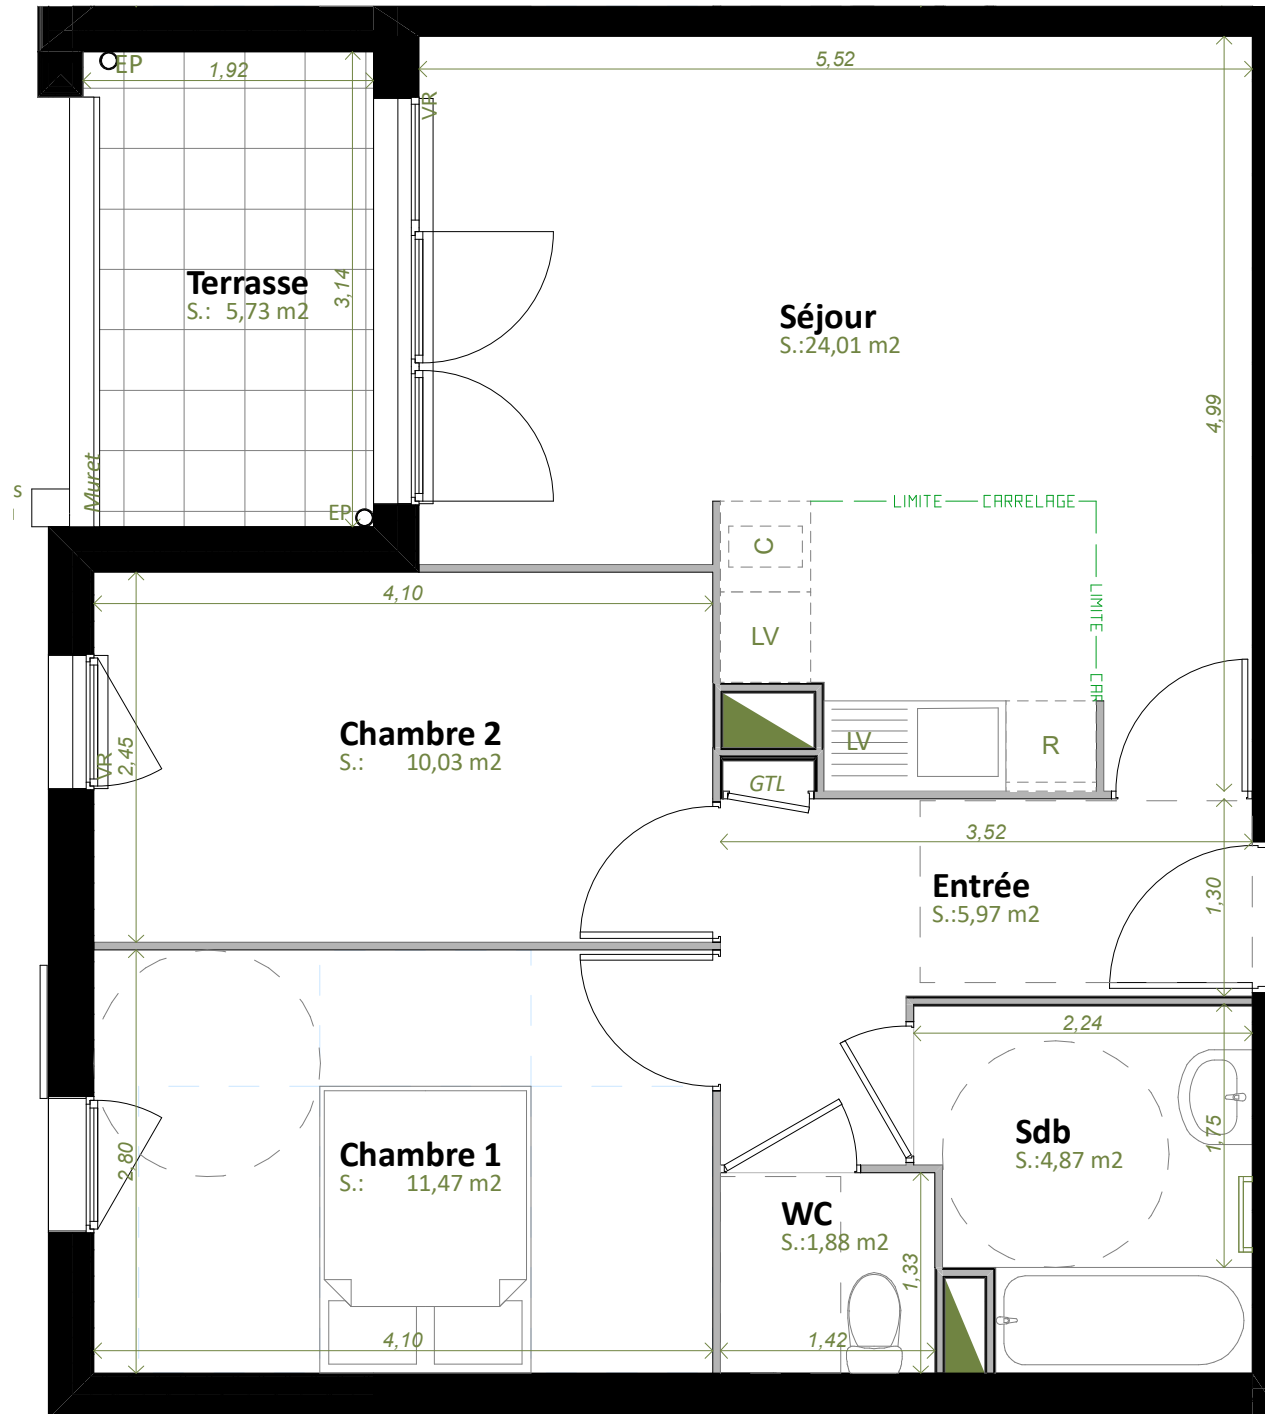 EP
1,92
5,52
VR
Terrasse
S.: 5,73 m2
3,14
Séjour
S.:24,01 m2
4,99
Muret
s
EP
LIMITE CARRELAGE
C
LIMITE
4,10
LV
Chambre 2
S.: 10,03 m2
VR
2,45
LV
R
GTL
3,52
Entrée
S.:5,97 m2
1,30
2,24
Sdb
S.:4,87 m2
1,75
Chambre 1
S.: 11,47 m2
2,80
WC
S.:1,88 m2
1,33
4,10
1,42